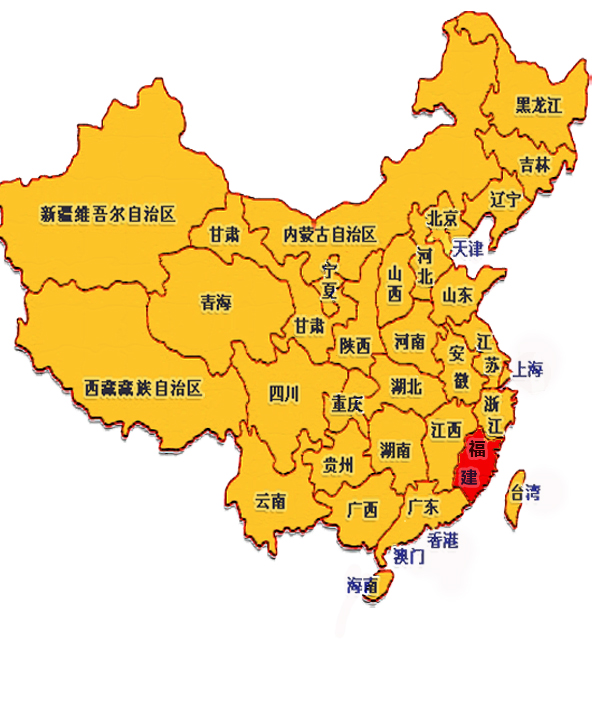 黑龙江
吉林
辽宁
新疆维吾尔自治区
甘肃
内蒙古自治区
北京
天津
宁夏
山西
河北
山东
青海
甘肃
陕西
河南
安徽
江苏
上海
西藏藏族自治区
四川
重庆
湖北
浙江
江西
湖南
福建
贵州
云南
广西
广东
台湾
香港
澳门
海南